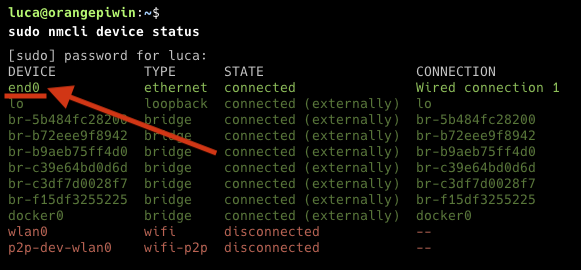 luca@orangepiwin:~$
sudo nmcli device status
[sudo] password for luca:
DEVICE TYPE STATE CONNECTION
end0 ethernet connected Wired connection 1
lo loopback connected (externally) lo
br-5b484fc28200 bridge connected (externally) br-5b484fc28200
br-b72eee9f8942 bridge connected (externally) br-b72eee9f8942
br-b9aeb75ff4d0 bridge connected (externally) br-b9aeb75ff4d0
br-c39e64bd0d6d bridge connected (externally) br-c39e64bd0d6d
br-c3df7d0028f7 bridge connected (externally) br-c3df7d0028f7
br-f15df3255225 bridge connected (externally) br-f15df3255225
docker0 bridge connected (externally) docker0
wlan0 wifi disconnected --
p2p-dev-wlan0 wifi-p2p disconnected --